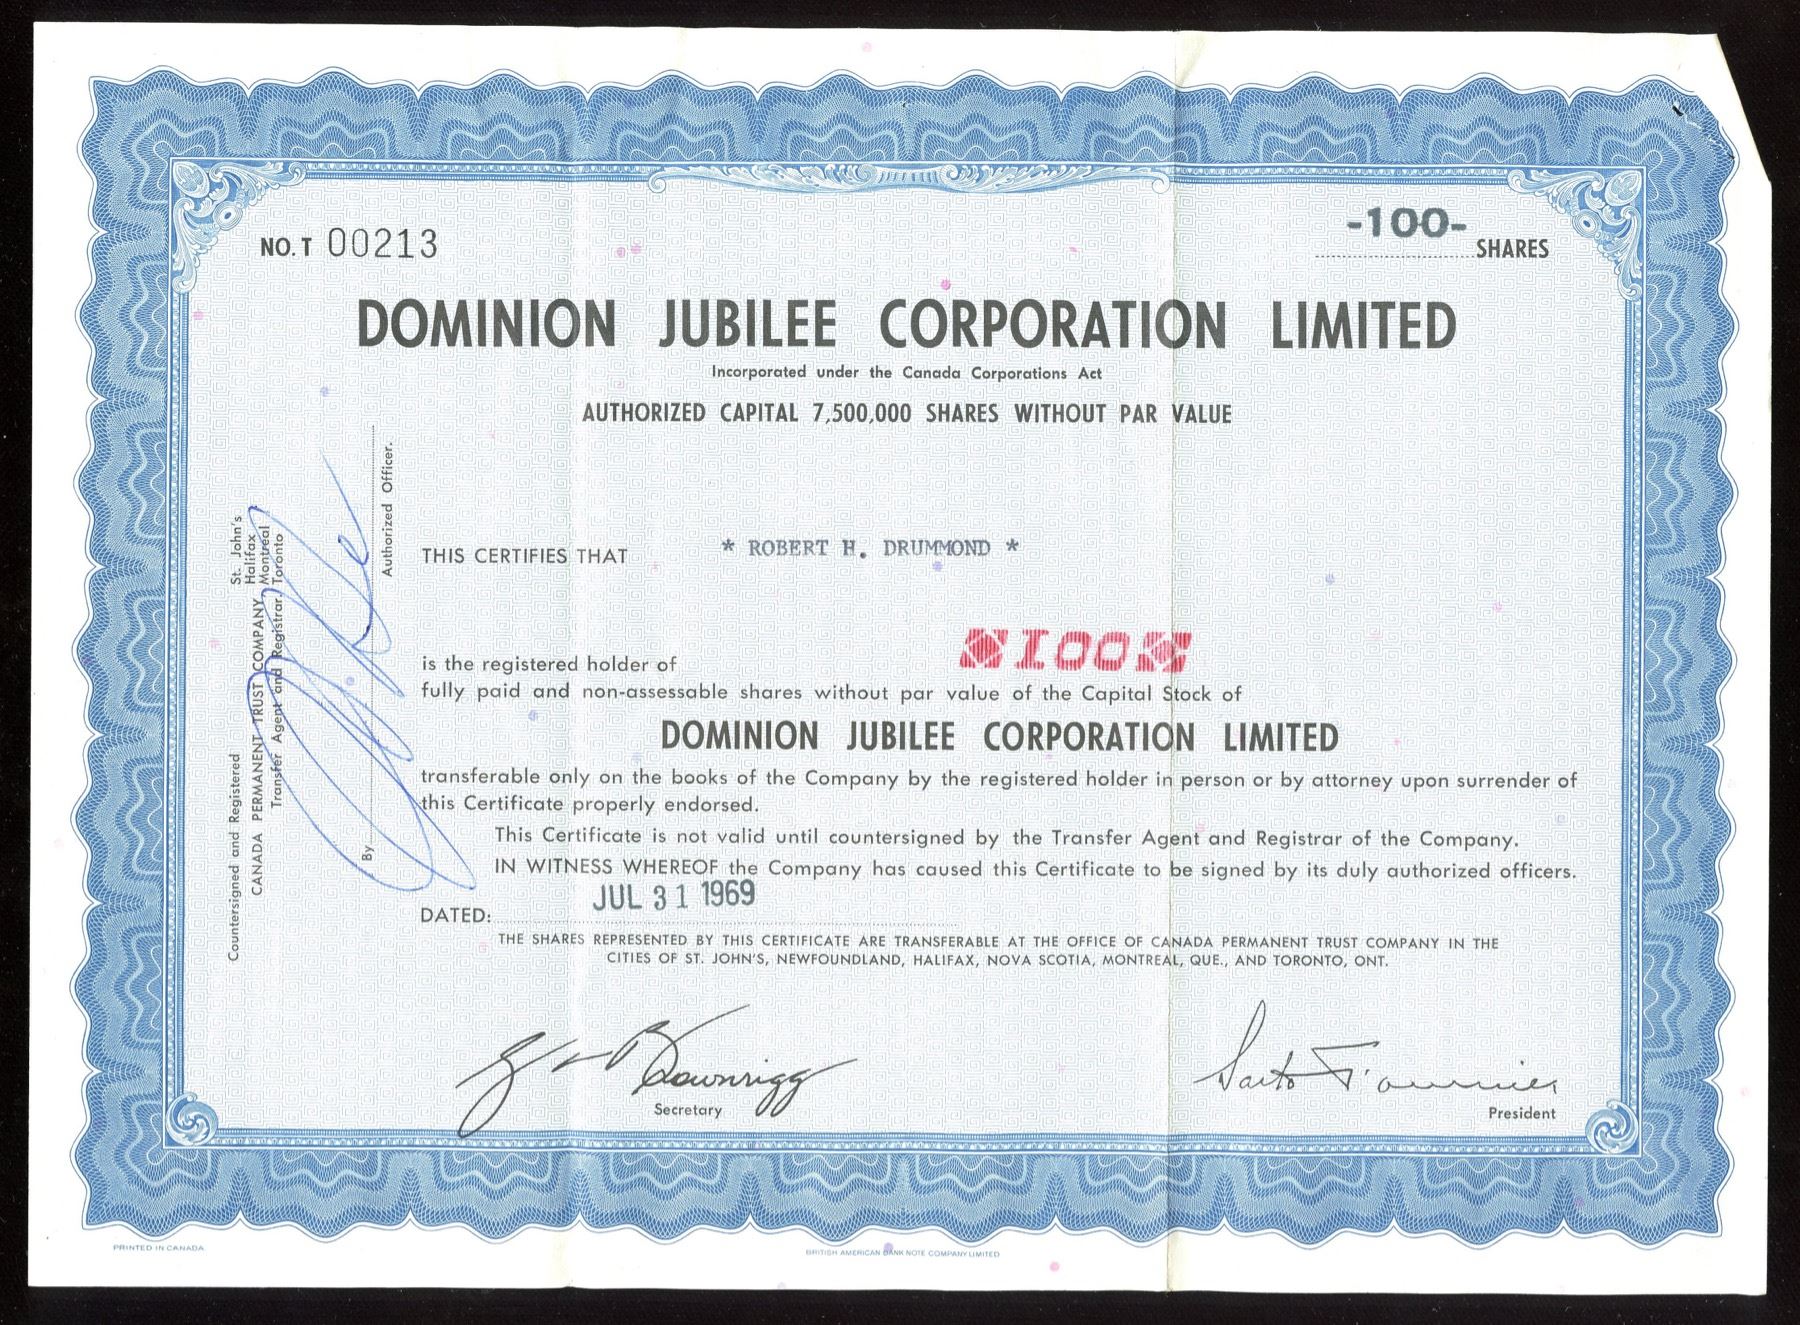 NO. T 00213
-100- SHARES
DOMINION JUBILEE CORPORATION LIMITED
Incorporated under the Canada Corporations Act
AUTHORIZED CAPITAL 7,500,000 SHARES WITHOUT PAR VALUE
THIS CERTIFIES THAT * ROBERT H. DRUMMOND *
is the registered holder of 100
fully paid and non-assessable shares without par value of the Capital Stock of
DOMINION JUBILEE CORPORATION LIMITED
transferable only on the books of the Company by the registered holder in person or by attorney upon surrender of
this Certificate properly endorsed.
This Certificate is not valid until countersigned by the Transfer Agent and Registrar of the Company.
IN WITNESS WHEREOF the Company has caused this Certificate to be signed by its duly authorized officers.
DATED: JUL 31 1969
THE SHARES REPRESENTED BY THIS CERTIFICATE ARE TRANSFERABLE AT THE OFFICE OF CANADA PERMANENT TRUST COMPANY IN THE
CITIES OF ST. JOHN'S, NEWFOUNDLAND, HALIFAX, NOVA SCOTIA, MONTREAL, QUE., AND TORONTO, ONT.
Downrigg
Secretary
Sarto Fournier
President
Countersigned and Registered
CANADA PERMANENT TRUST COMPANY,
St. John's
Halifax
Montreal
Toronto
Transfer Agent and Registrar.
By
Authorized Officer.
PRINTED IN CANADA
BRITISH AMERICAN BANK NOTE COMPANY LIMITED